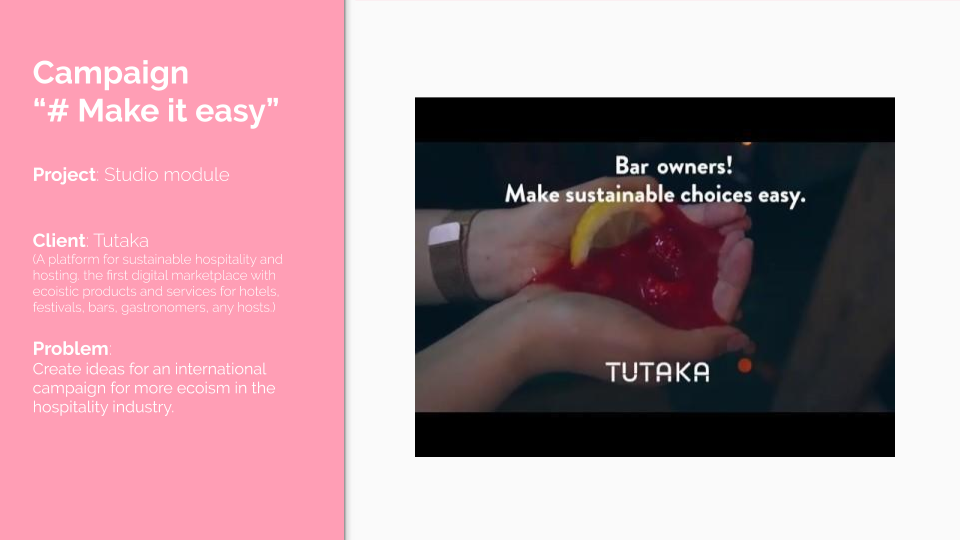 Campaign
“# Make it easy”
Project: Studio module
Client: Tutaka
(A platform for sustainable hospitality and
hosting, the first digital marketplace with
ecoistic products and services for hotels,
festivals, bars, gastronomers, any hosts.)
Problem:
Create ideas for an international
campaign for more ecoism in the
hospitality industry.
Bar owners!
Make sustainable choices easy.
TUTAKA